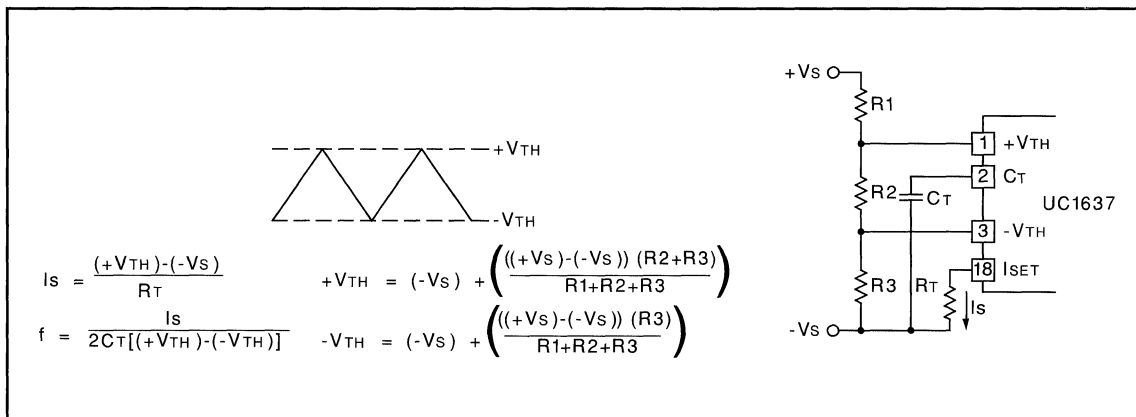 +VTH
-VTH
Is = (+VTH)-(-Vs) / RT
+VTH = (-Vs) + ( ((+Vs)-(-Vs)) (R2+R3) / R1+R2+R3 )
f = Is / 2CT[(+VTH)-(-VTH)]
-VTH = (-Vs) + ( ((+Vs)-(-Vs)) (R3) / R1+R2+R3 )
+Vs
R1
1 +VTH
2 CT
R2
CT
UC1637
3 -VTH
18 ISET
R3
RT
Is
-Vs